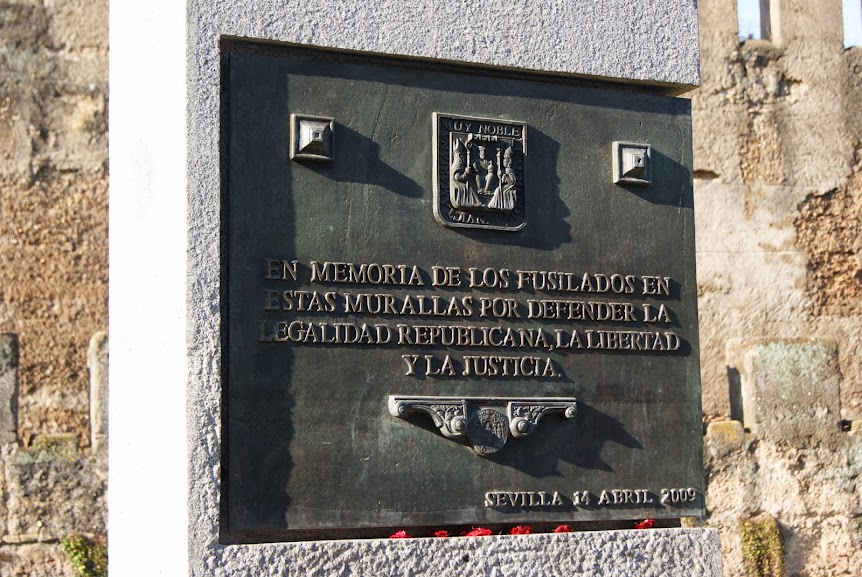 UY NOBLE
EN MEMORIA DE LOS FUSILADOS EN
ESTAS MURALLAS POR DEFENDER LA
LEGALIDAD REPUBLICANA, LA LIBERTAD
Y LA JUSTICIA.
SEVILLA 14 ABRIL 2009